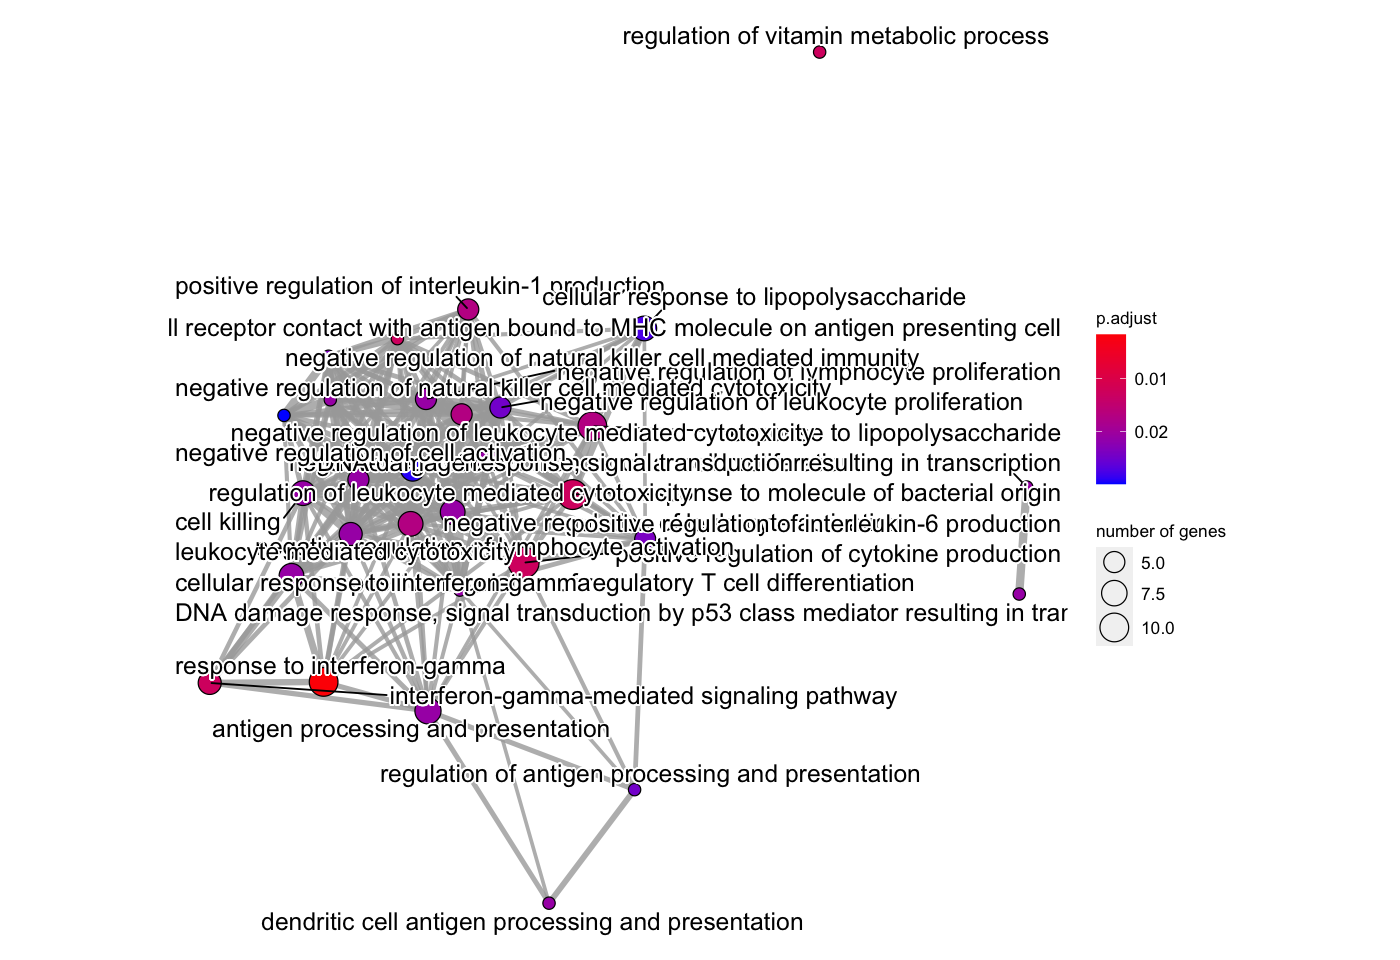 regulation of vitamin metabolic process
positive regulation of interleukin-1 production
cellular response to lipopolysaccharide
ll receptor contact with antigen bound to MHC molecule on antigen presenting cell
negative regulation of natural killer cell mediated immunity
negative regulation of lymphocyte proliferation
negative regulation of natural killer cell mediated cytotoxicity
negative regulation of leukocyte proliferation
negative regulation of leukocyte mediated cytotoxicity
to lipopolysaccharide
negative regulation of cell activation
DNA damage response, signal transduction resulting in transcription
regulation of leukocyte mediated cytotoxicity
to molecule of bacterial origin
cell killing
negative
positive regulation of interleukin-6 production
leukocyte mediated cytotoxicity
negative regulation of lymphocyte activation
positive regulation of cytokine production
cellular response to interferon-gamma
regulatory T cell differentiation
DNA damage response, signal transduction by p53 class mediator resulting in trar
response to interferon-gamma
interferon-gamma-mediated signaling pathway
antigen processing and presentation
regulation of antigen processing and presentation
dendritic cell antigen processing and presentation
p.adjust
0.01
0.02
number of genes
5.0
7.5
10.0